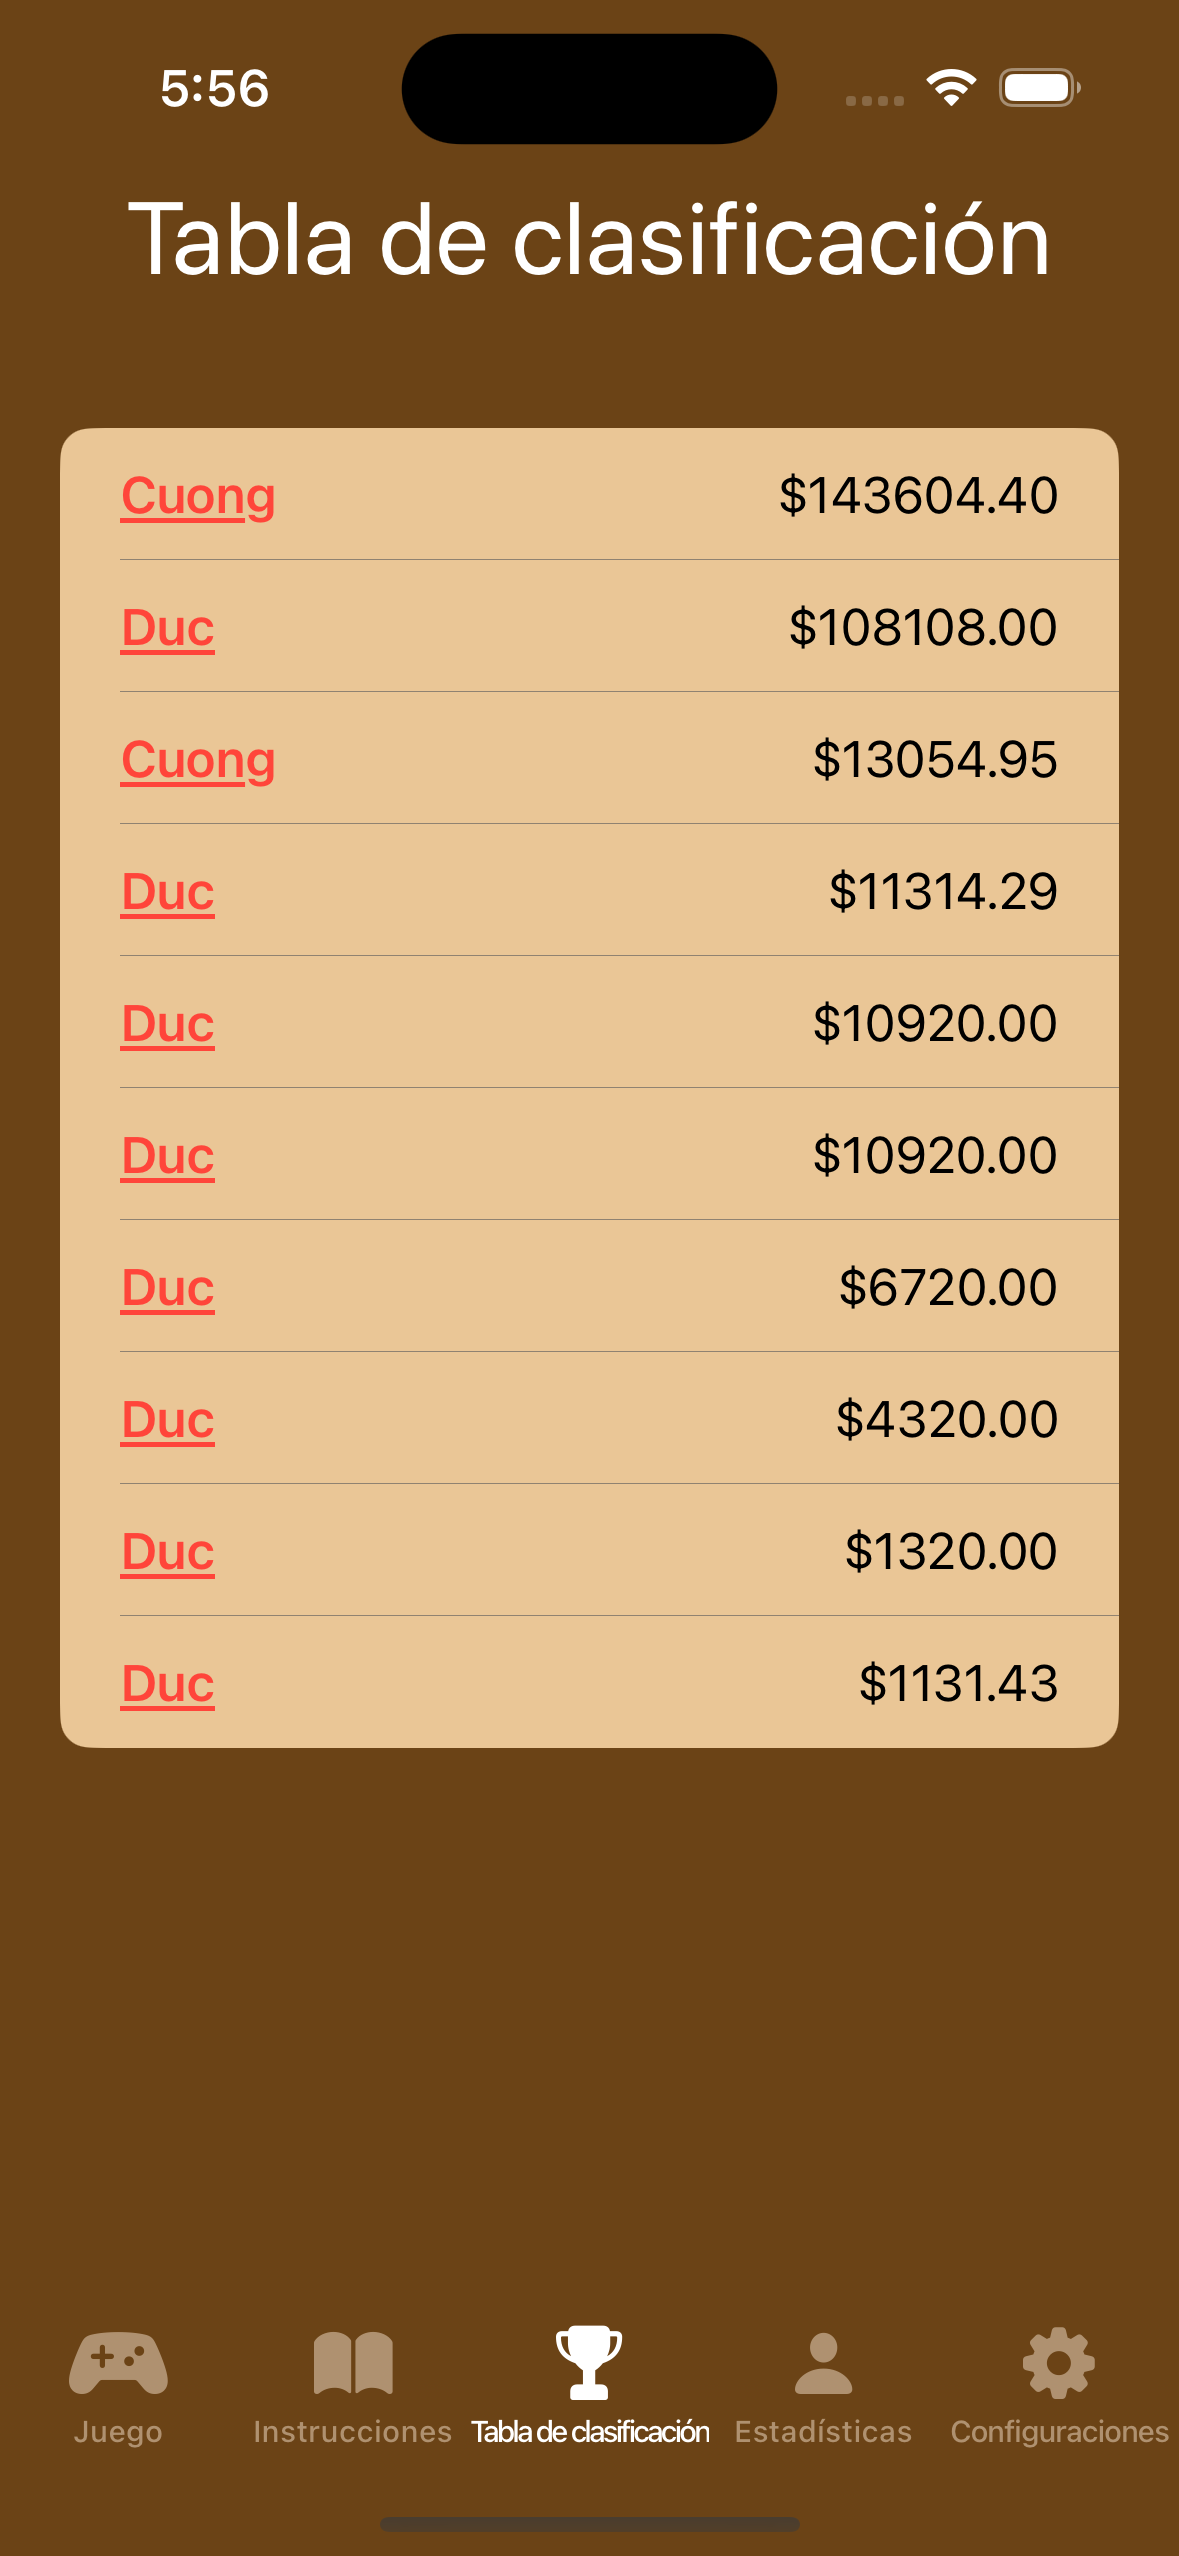 5:56
Tabla de clasificación
Cuong $143604.40
Duc $108108.00
Cuong $13054.95
Duc $11314.29
Duc $10920.00
Duc $10920.00
Duc $6720.00
Duc $4320.00
Duc $1320.00
Duc $1131.43
Juego Instrucciones Tabla de clasificación Estadísticas Configuraciones